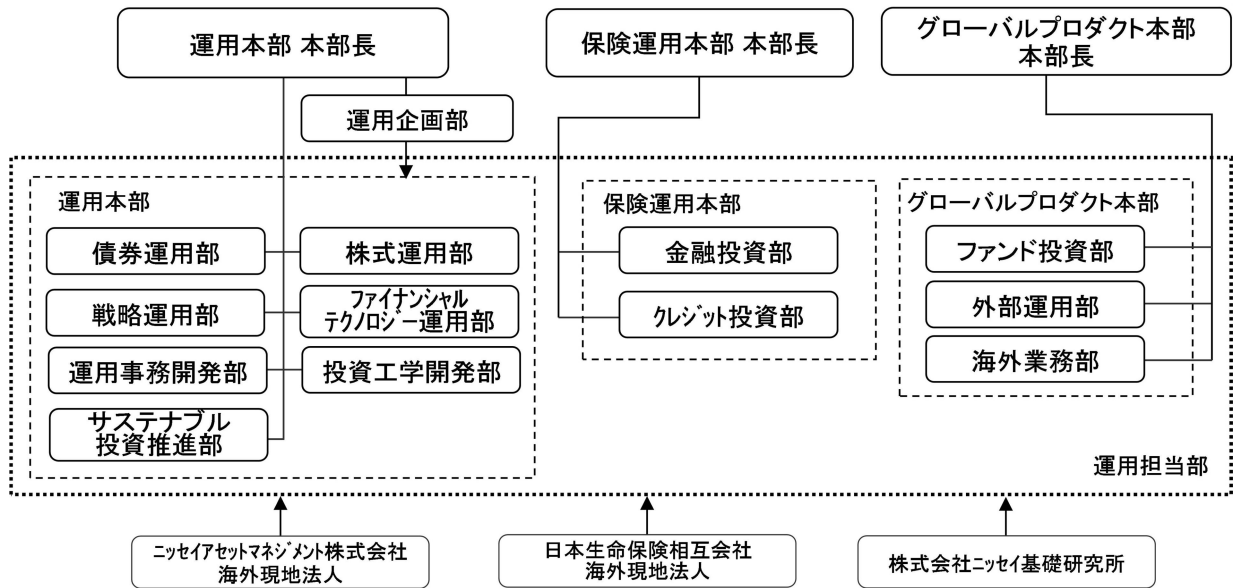 運用本部 本部長
保険運用本部 本部長
グローバルプロダクト本部
本部長
運用企画部
運用本部
債券運用部
株式運用部
戦略運用部
ファイナンシャル
テクノロジー運用部
運用事務開発部
投資工学開発部
サステナブル
投資推進部
保険運用本部
金融投資部
クレジット投資部
グローバルプロダクト本部
ファンド投資部
外部運用部
海外業務部
運用担当部
ニッセイアセットマネジメント株式会社
海外現地法人
日本生命保険相互会社
海外現地法人
株式会社ニッセイ基礎研究所